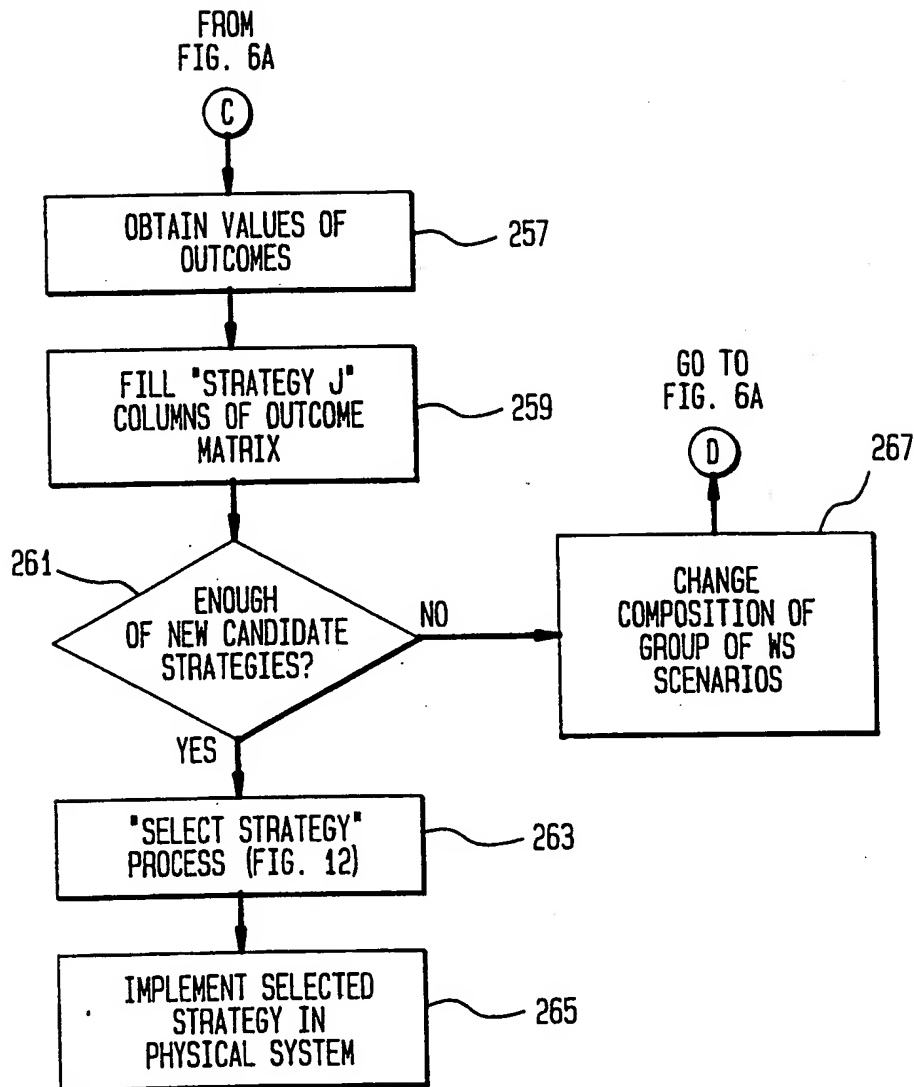 FROM
FIG. 6A
C
OBTAIN VALUES OF
OUTCOMES
257
FILL "STRATEGY J"
COLUMNS OF OUTCOME
MATRIX
259
GO TO
FIG. 6A
D
267
261
ENOUGH
OF NEW CANDIDATE
STRATEGIES?
NO
CHANGE
COMPOSITION OF
GROUP OF WS
SCENARIOS
YES
"SELECT STRATEGY"
PROCESS (FIG. 12)
263
IMPLEMENT SELECTED
STRATEGY IN
PHYSICAL SYSTEM
265